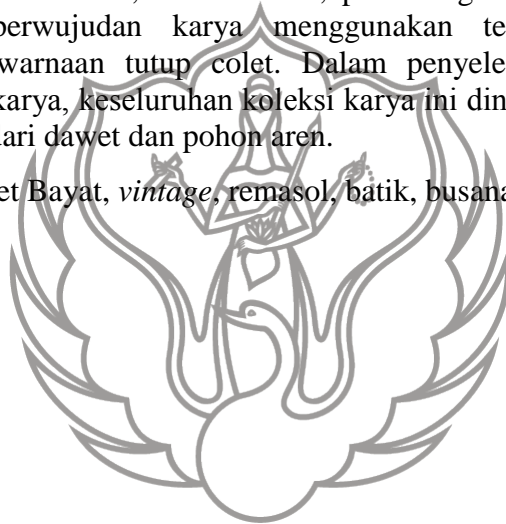 perwujudan karya menggunakan te
warnaan tutup colet. Dalam penyele
karya, keseluruhan koleksi karya ini din
dari dawet dan pohon aren.
et Bayat, vintage, remasol, batik, busana